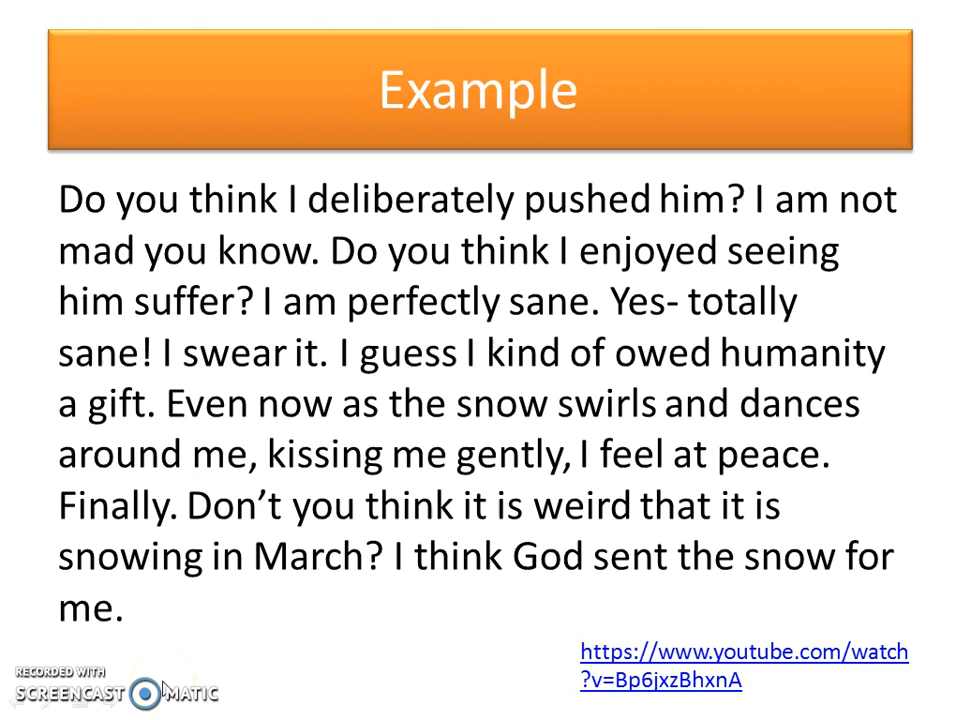 Example
Do you think I deliberately pushed him? I am not
mad you know. Do you think I enjoyed seeing
him suffer? I am perfectly sane. Yes- totally
sane! I swear it. I guess I kind of owed humanity
a gift. Even now as the snow swirls and dances
around me, kissing me gently, I feel at peace.
Finally. Don’t you think it is weird that it is
snowing in March? I think God sent the snow for
me.
https://www.youtube.com/watch
?v=Bp6jxzBhxnA
RECORDED WITH
SCREENCAST MATIC